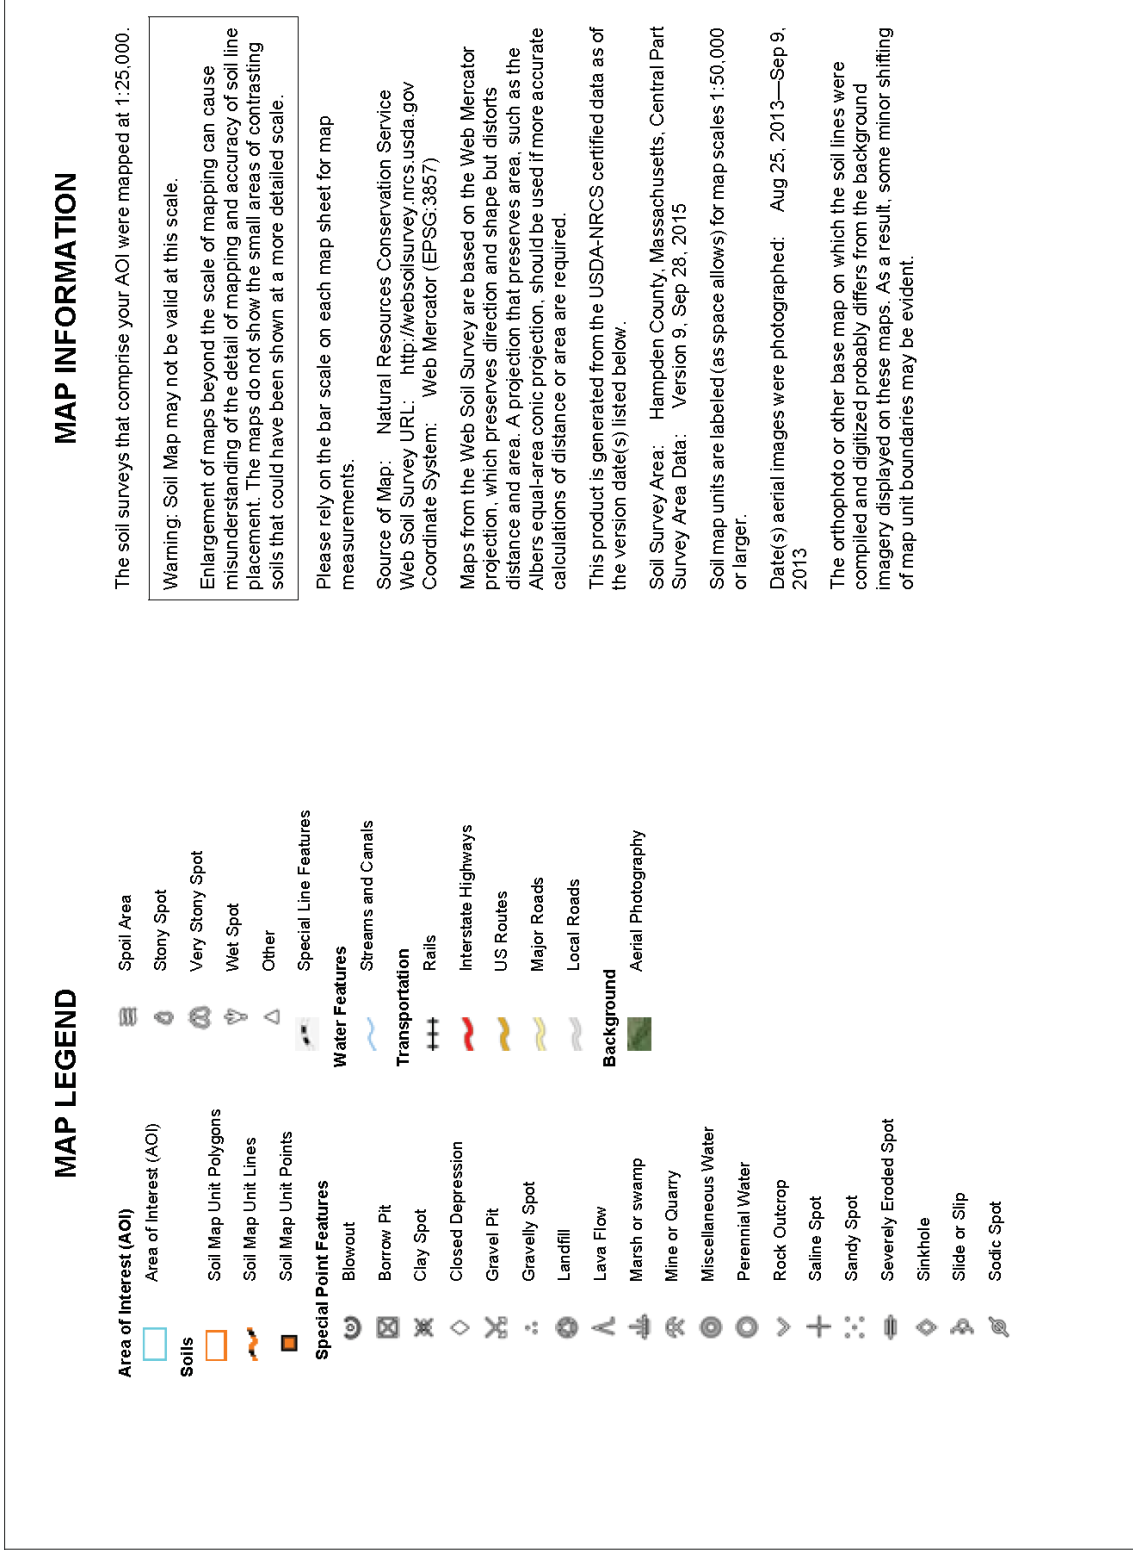 MAP LEGEND
Area of Interest (AOI)
Area of Interest (AOI)
Soils
Soil Map Unit Polygons
Soil Map Unit Lines
Soil Map Unit Points
Special Point Features
Blowout
Borrow Pit
Clay Spot
Closed Depression
Gravel Pit
Gravelly Spot
Landfill
Lava Flow
Marsh or swamp
Mine or Quarry
Miscellaneous Water
Perennial Water
Rock Outcrop
Saline Spot
Sandy Spot
Severely Eroded Spot
Sinkhole
Slide or Slip
Sodic Spot
Spoil Area
Stony Spot
Very Stony Spot
Wet Spot
Other
Special Line Features
Water Features
Streams and Canals
Transportation
Rails
Interstate Highways
US Routes
Major Roads
Local Roads
Background
Aerial Photography
MAP INFORMATION
The soil surveys that comprise your AOI were mapped at 1:25,000.
Warning: Soil Map may not be valid at this scale.
Enlargement of maps beyond the scale of mapping can cause
misunderstanding of the detail of mapping and accuracy of soil line
placement. The maps do not show the small areas of contrasting
soils that could have been shown at a more detailed scale.
Please rely on the bar scale on each map sheet for map
measurements.
Source of Map: Natural Resources Conservation Service
Web Soil Survey URL: http://websoilsurvey.nrcs.usda.gov
Coordinate System: Web Mercator (EPSG:3857)
Maps from the Web Soil Survey are based on the Web Mercator
projection, which preserves direction and shape but distorts
distance and area. A projection that preserves area, such as the
Albers equal-area conic projection, should be used if more accurate
calculations of distance or area are required.
This product is generated from the USDA-NRCS certified data as of
the version date(s) listed below.
Soil Survey Area: Hampden County, Massachusetts, Central Part
Survey Area Data: Version 9, Sep 28, 2015
Soil map units are labeled (as space allows) for map scales 1:50,000
or larger.
Date(s) aerial images were photographed: Aug 25, 2013—Sep 9,
2013
The orthophoto or other base map on which the soil lines were
compiled and digitized probably differs from the background
imagery displayed on these maps. As a result, some minor shifting
of map unit boundaries may be evident.